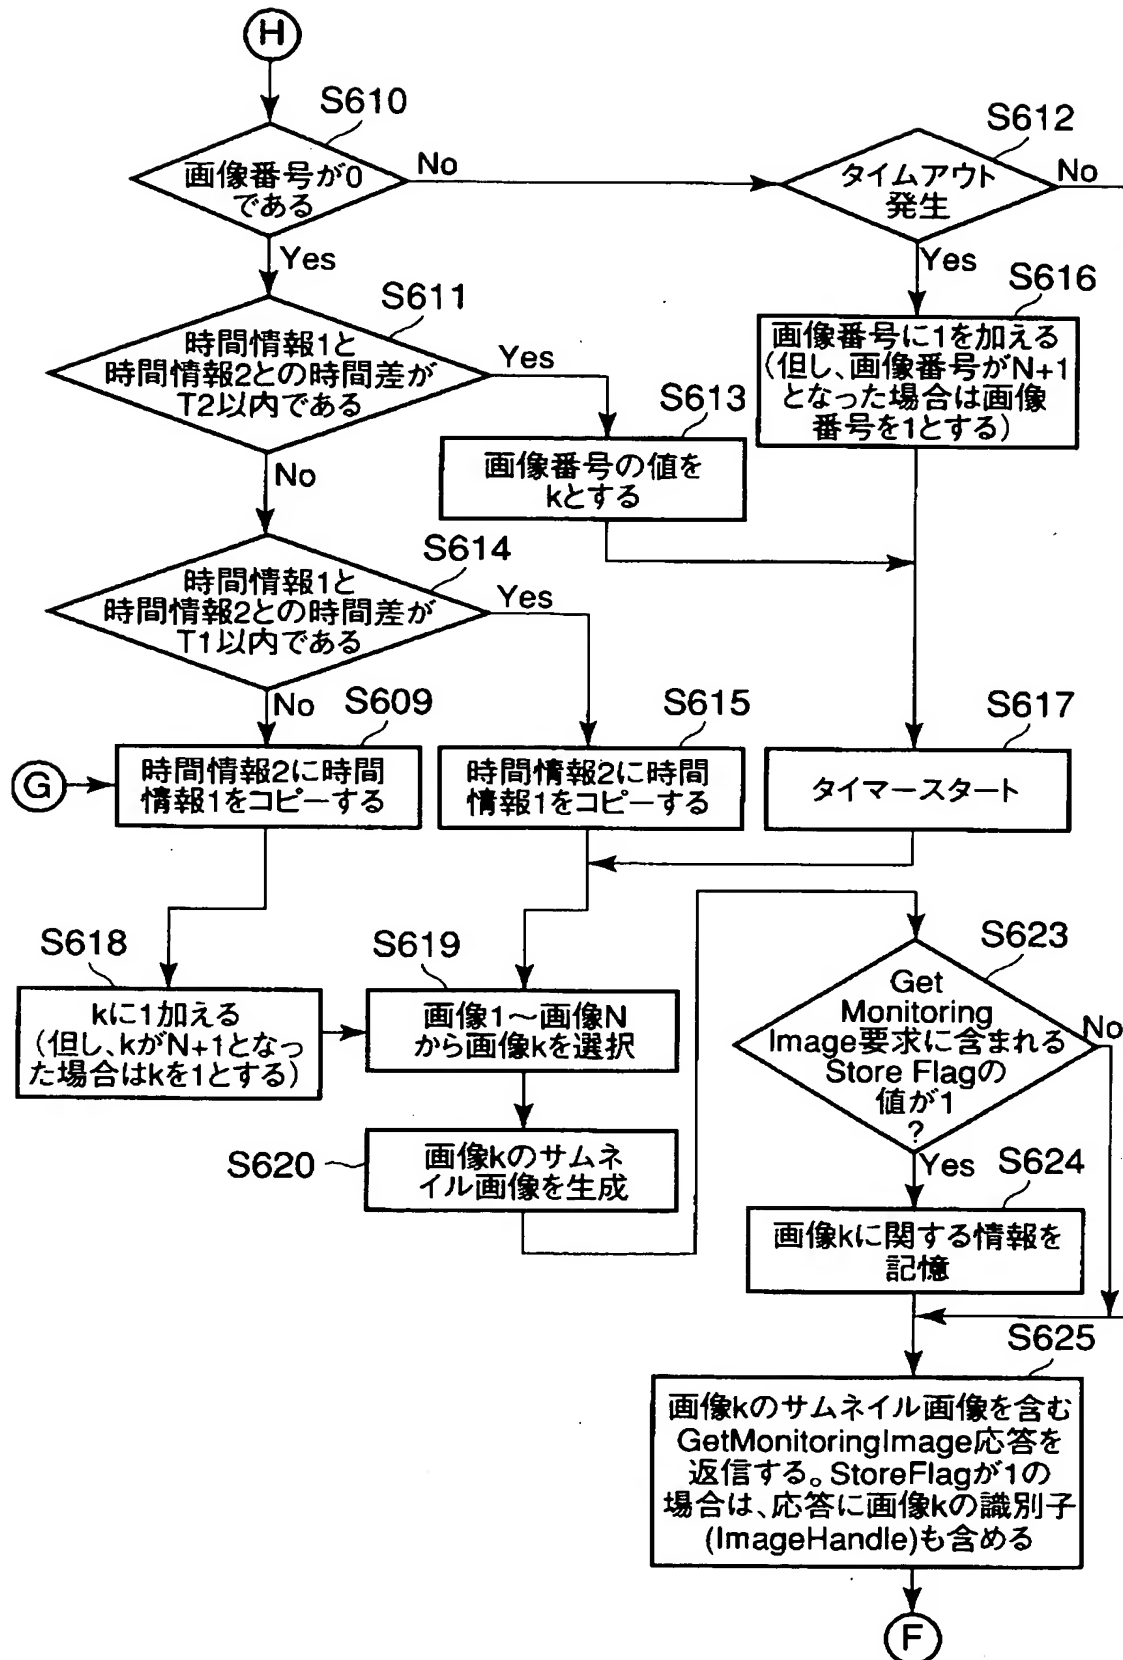 H
S610
画像番号が0
である
No
Yes
S612
タイムアウト
発生
No
Yes
S611
時間情報1と
時間情報2との時間差が
T2以内である
Yes
No
S616
画像番号に1を加える
(但し、画像番号がN+1
となった場合は画像
番号を1とする)
S613
画像番号の値を
kとする
S614
時間情報1と
時間情報2との時間差が
T1以内である
Yes
No
G
S609
時間情報2に時間
情報1をコピーする
S615
時間情報2に時間
情報1をコピーする
S617
タイマースタート
S618
kに1加える
(但し、kがN+1となっ
た場合はkを1とする)
S619
画像1～画像N
から画像kを選択
S620
画像kのサムネ
イル画像を生成
S623
Get
Monitoring
Image要求に含まれる
Store Flagの
値が1
?
No
Yes
S624
画像kに関する情報を
記憶
S625
画像kのサムネイル画像を含む
GetMonitoringImage応答を
返信する。StoreFlagが1の
場合は、応答に画像kの識別子
(ImageHandle)も含める
F